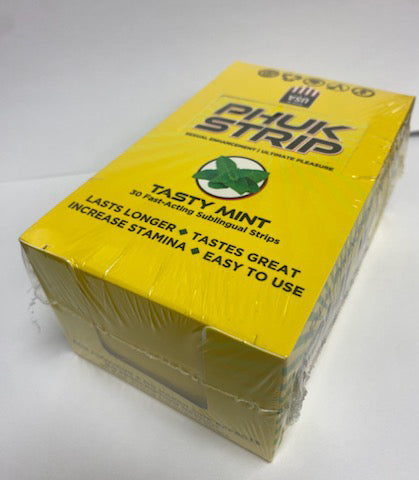 USA
PHUK
STRIP
SEXUAL ENHANCEMENT | ULTIMATE PLEASURE
TASTY MINT
30 Fast-Acting Sublingual Strips
LASTS LONGER ◆ TASTES GREAT
INCREASE STAMINA ◆ EASY TO USE